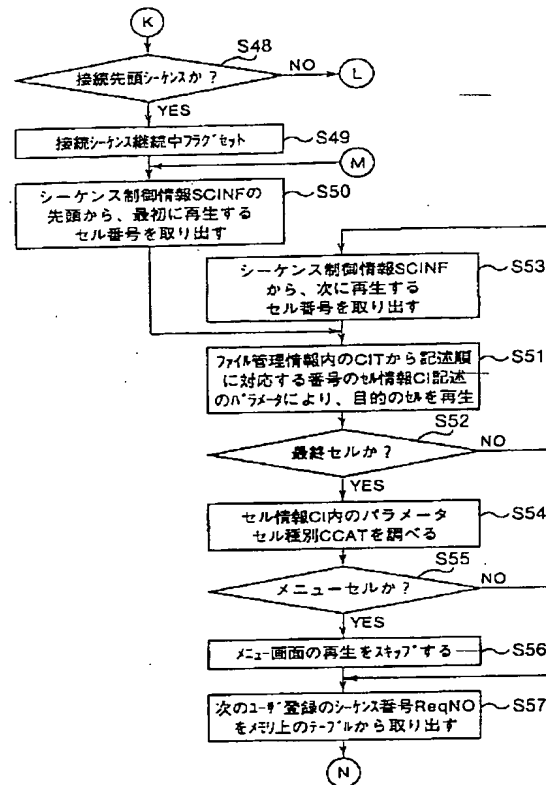 K
S48
接続先頭シーケンスか？
NO
L
YES
接続シーケンス継続中フラグセット
S49
M
シーケンス制御情報SCINFの
先頭から、最初に再生する
セル番号を取り出す
S50
シーケンス制御情報SCINF
から、次に再生する
セル番号を取り出す
S53
ファイル管理情報内のCITから記述順
に対応する番号のセル情報CI記述
のパラメータにより、目的のセルを再生
S51
S52
最終セルか？
NO
YES
セル情報CI内のパラメータ
セル種別CCATを調べる
S54
S55
メニューセルか？
NO
YES
メニュー画面の再生をスキップする
S56
次のユーザ登録のシーケンス番号ReqNO
をメモリ上のテーブルから取り出す
S57
N